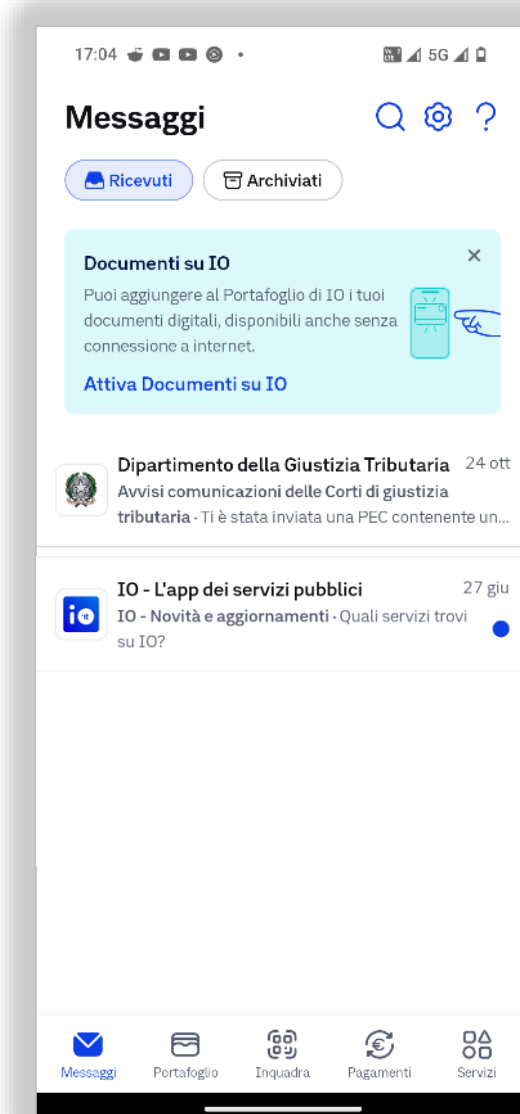 17:04
5G
Messaggi
Ricevuti
Archiviati
Documenti su IO
Puoi aggiungere al Portafoglio di IO i tuoi
documenti digitali, disponibili anche senza
connessione a internet.
Attiva Documenti su IO
Dipartimento della Giustizia Tributaria 24 ott
Avvisi comunicazioni delle Corti di giustizia
tributaria · Ti è stata inviata una PEC contenente un...
IO - L'app dei servizi pubblici 27 giu
IO - Novità e aggiornamenti · Quali servizi trovi
su IO?
io
Messaggi Portafoglio Inquadra Pagamenti Servizi